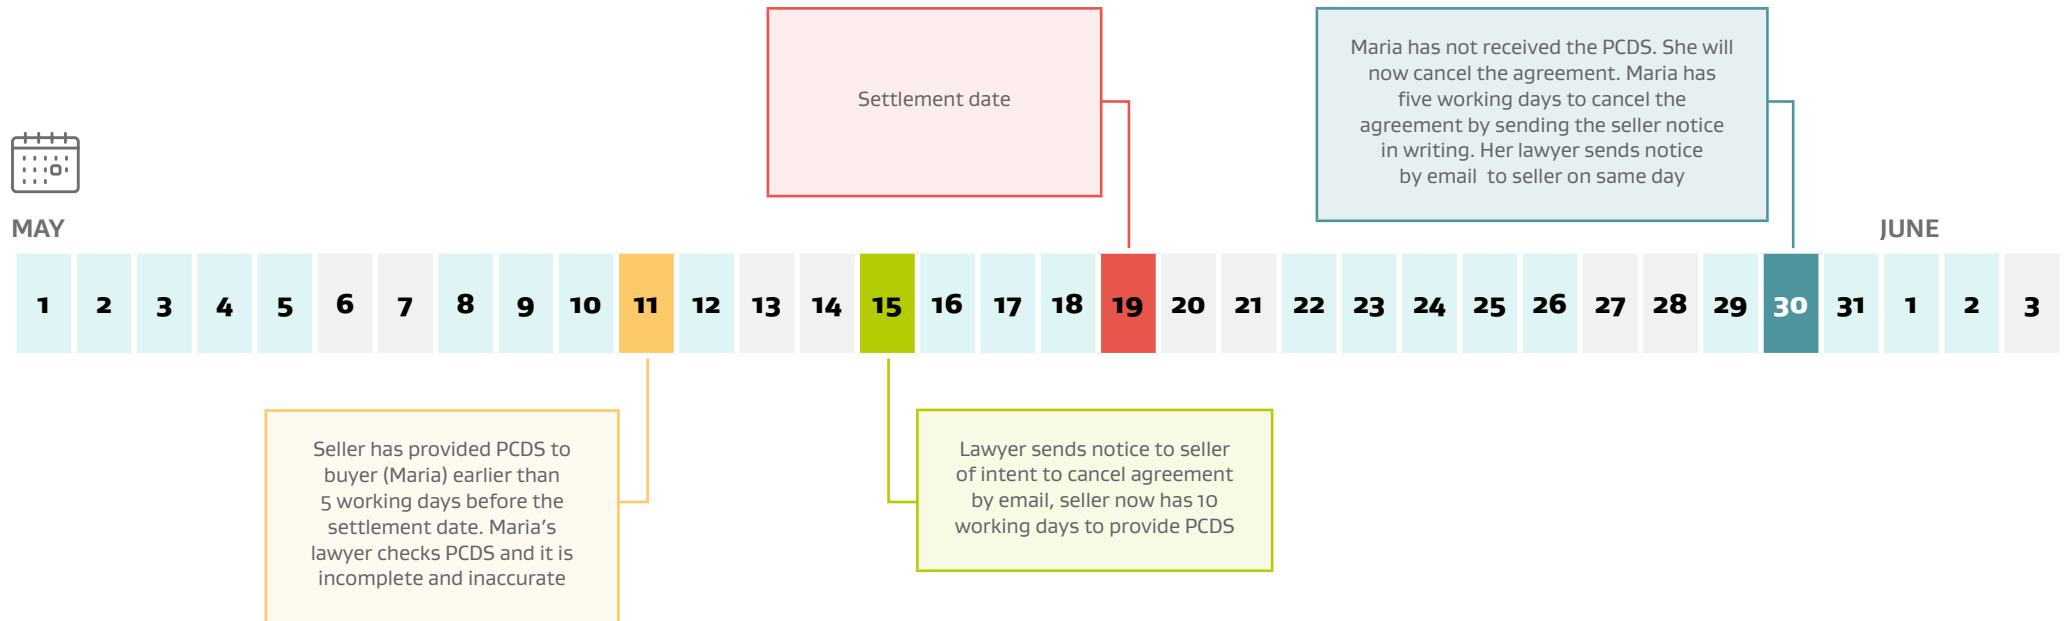 Settlement date
Maria has not received the PCDS. She will
now cancel the agreement. Maria has
five working days to cancel the
agreement by sending the seller notice
in writing. Her lawyer sends notice
by email to seller on same day
MAY
JUNE
1 2 3 4 5 6 7 8 9 10 11 12 13 14 15 16 17 18 19 20 21 22 23 24 25 26 27 28 29 30 31 1 2 3
Seller has provided PCDS to
buyer (Maria) earlier than
5 working days before the
settlement date. Maria’s
lawyer checks PCDS and it is
incomplete and inaccurate
Lawyer sends notice to seller
of intent to cancel agreement
by email, seller now has 10
working days to provide PCDS